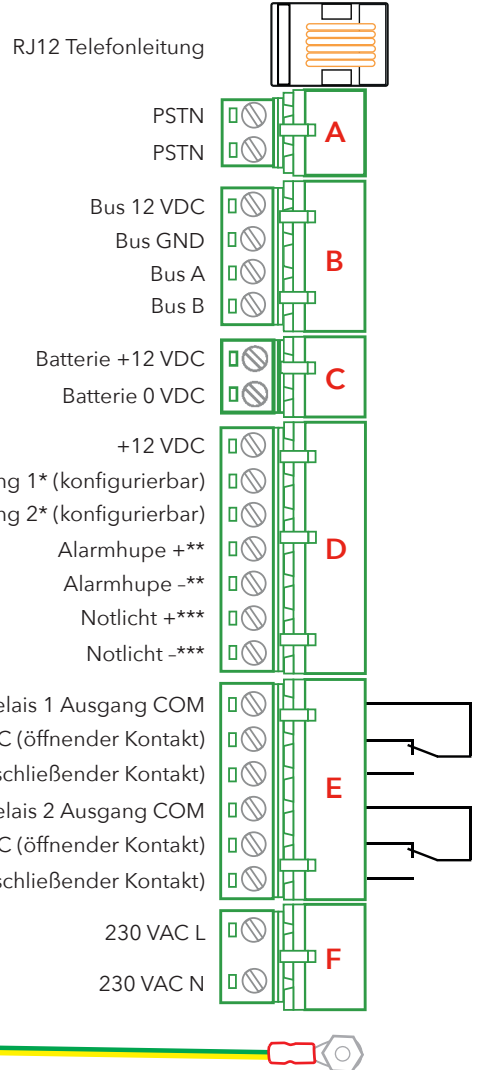 RJ12 Telefonleitung
PSTN
PSTN
A
Bus 12 VDC
Bus GND
Bus A
Bus B
B
Batterie +12 VDC
Batterie 0 VDC
C
+12 VDC
1* (konfigurierbar)
2* (konfigurierbar)
Alarmhupe +**
Alarmhupe –**
Notlicht +***
Notlicht –***
D
1 Ausgang COM
(öffnender Kontakt)
schließender Kontakt)
2 Ausgang COM
(öffnender Kontakt)
schließender Kontakt)
E
230 VAC L
230 VAC N
F